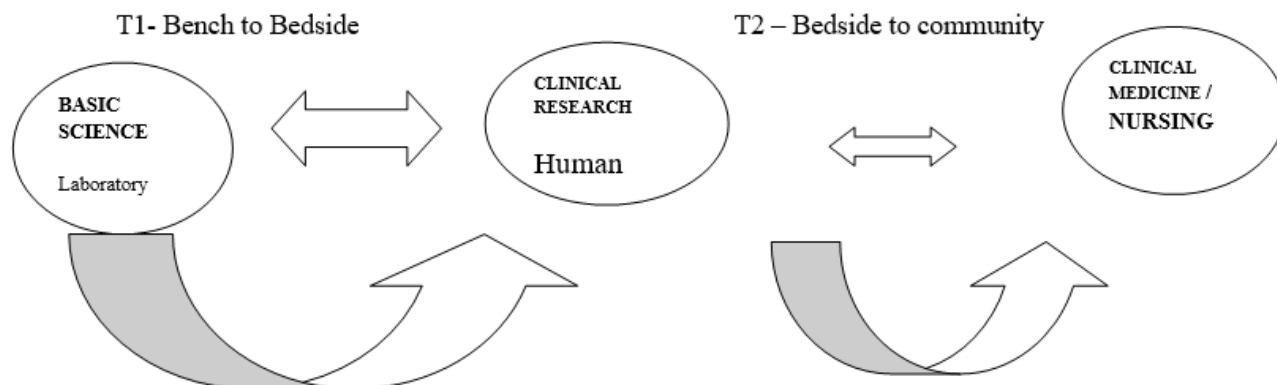 T1- Bench to Bedside
T2 – Bedside to community
BASIC
SCIENCE
Laboratory
CLINICAL
RESEARCH
Human
CLINICAL
MEDICINE /
NURSING